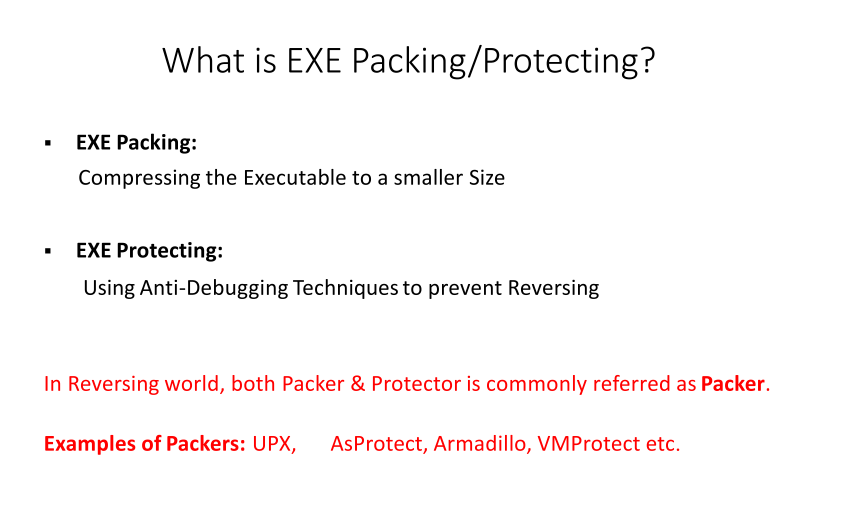 What is EXE Packing/Protecting?
▪ EXE Packing:
Compressing the Executable to a smaller Size
▪ EXE Protecting:
Using Anti-Debugging Techniques to prevent Reversing
In Reversing world, both Packer & Protector is commonly referred as Packer.
Examples of Packers: UPX, AsProtect, Armadillo, VMProtect etc.